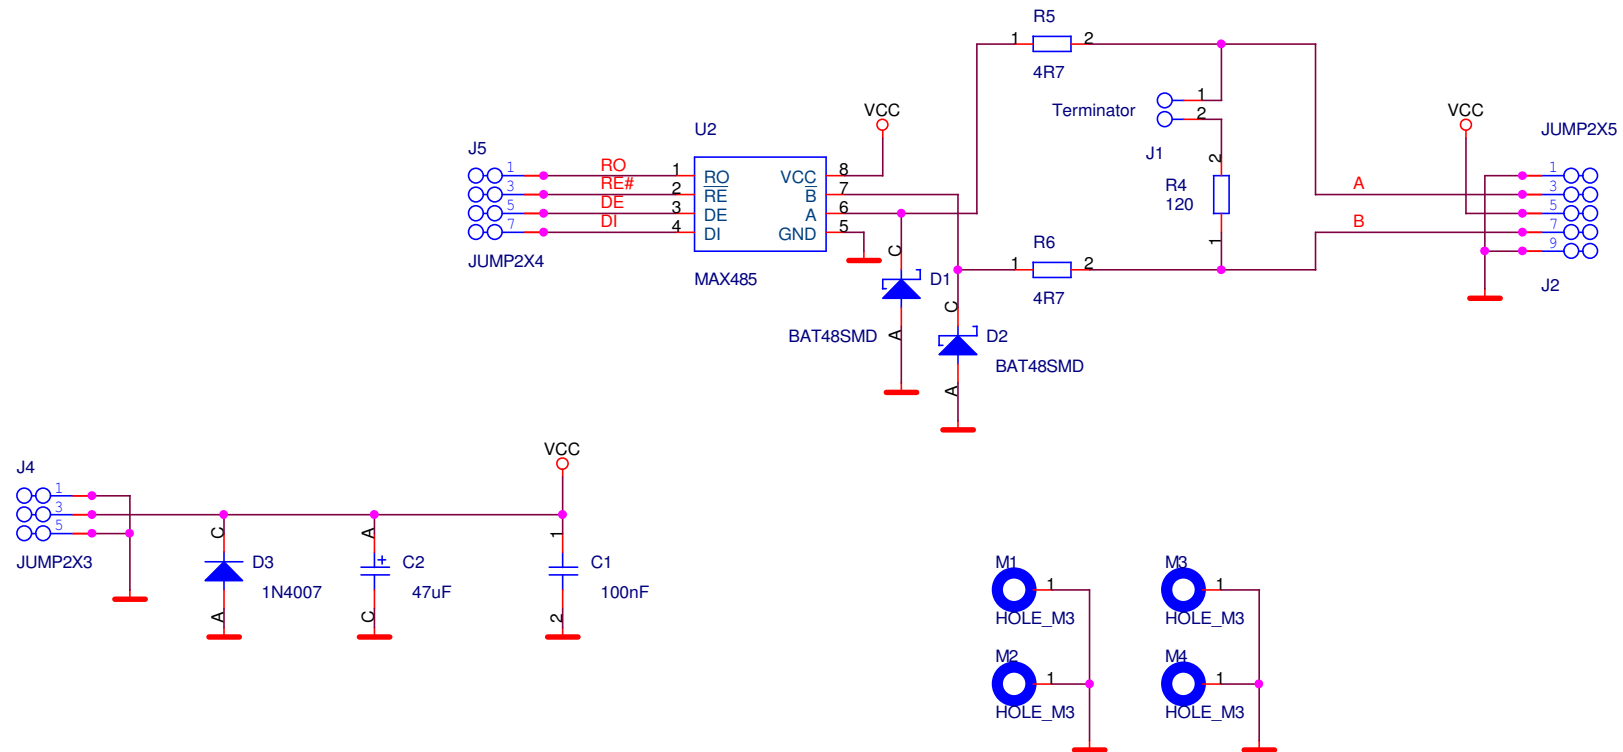 R5
1 2
4R7
Terminator
1
2
J1
2
R4
120
1
VCC
JUMP2X5
1
3
5
7
9
J2
A
B
R6
1 2
4R7
VCC
U2
J5
1 RO 1 RO VCC 8
3 RE# 2 RE B 7
5 DE 3 DE A 6
7 DI 4 DI GND 5
JUMP2X4
MAX485
C
D1
BAT48SMD
A
C
D2
BAT48SMD
A
VCC
J4
1
3
5
JUMP2X3
C
D3
1N4007
A
A
+
C2
47uF
C
1
C1
100nF
2
M1
1
HOLE_M3
M3
1
HOLE_M3
M2
1
HOLE_M3
M4
1
HOLE_M3